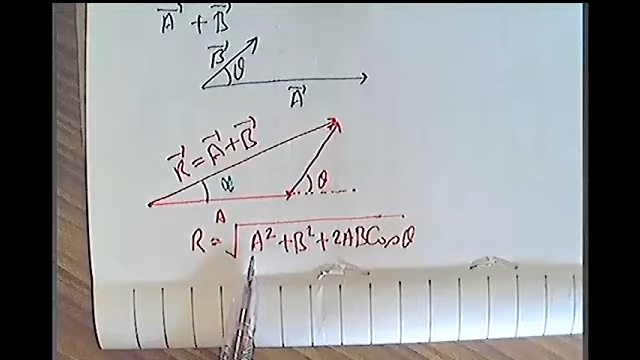 A⃗ + B⃗
B⃗
θ
A⃗
R⃗ = A⃗ + B⃗
α
θ
A
R = √A² + B² + 2ABCosθ